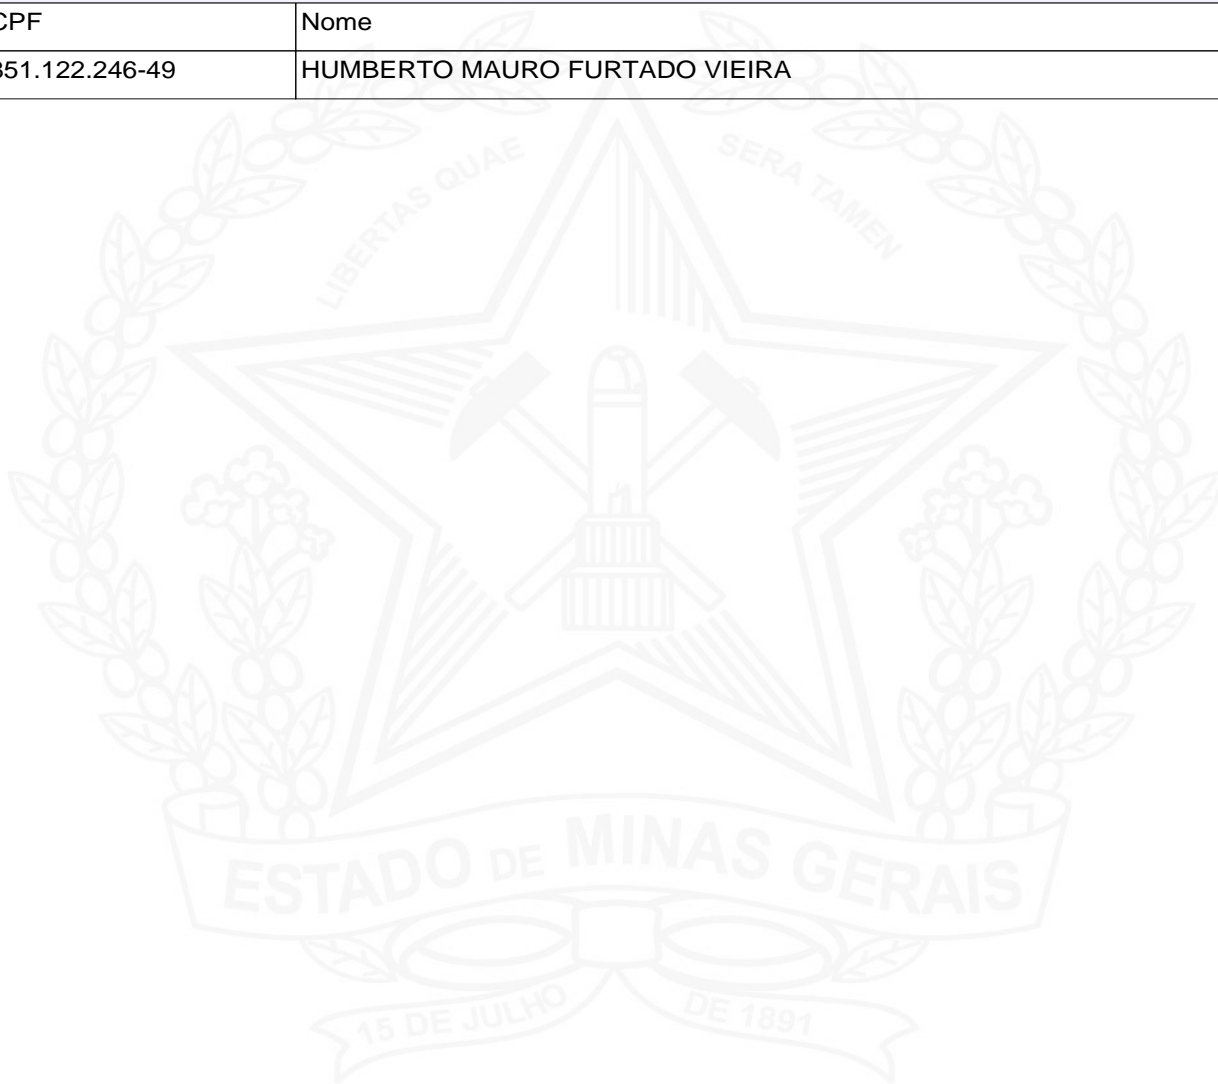 CPF
Nome
851.122.246-49
HUMBERTO MAURO FURTADO VIEIRA
LIBERTAS QUAE SERA TAMEN
ESTADO DE MINAS GERAIS
15 DE JULHO DE 1891